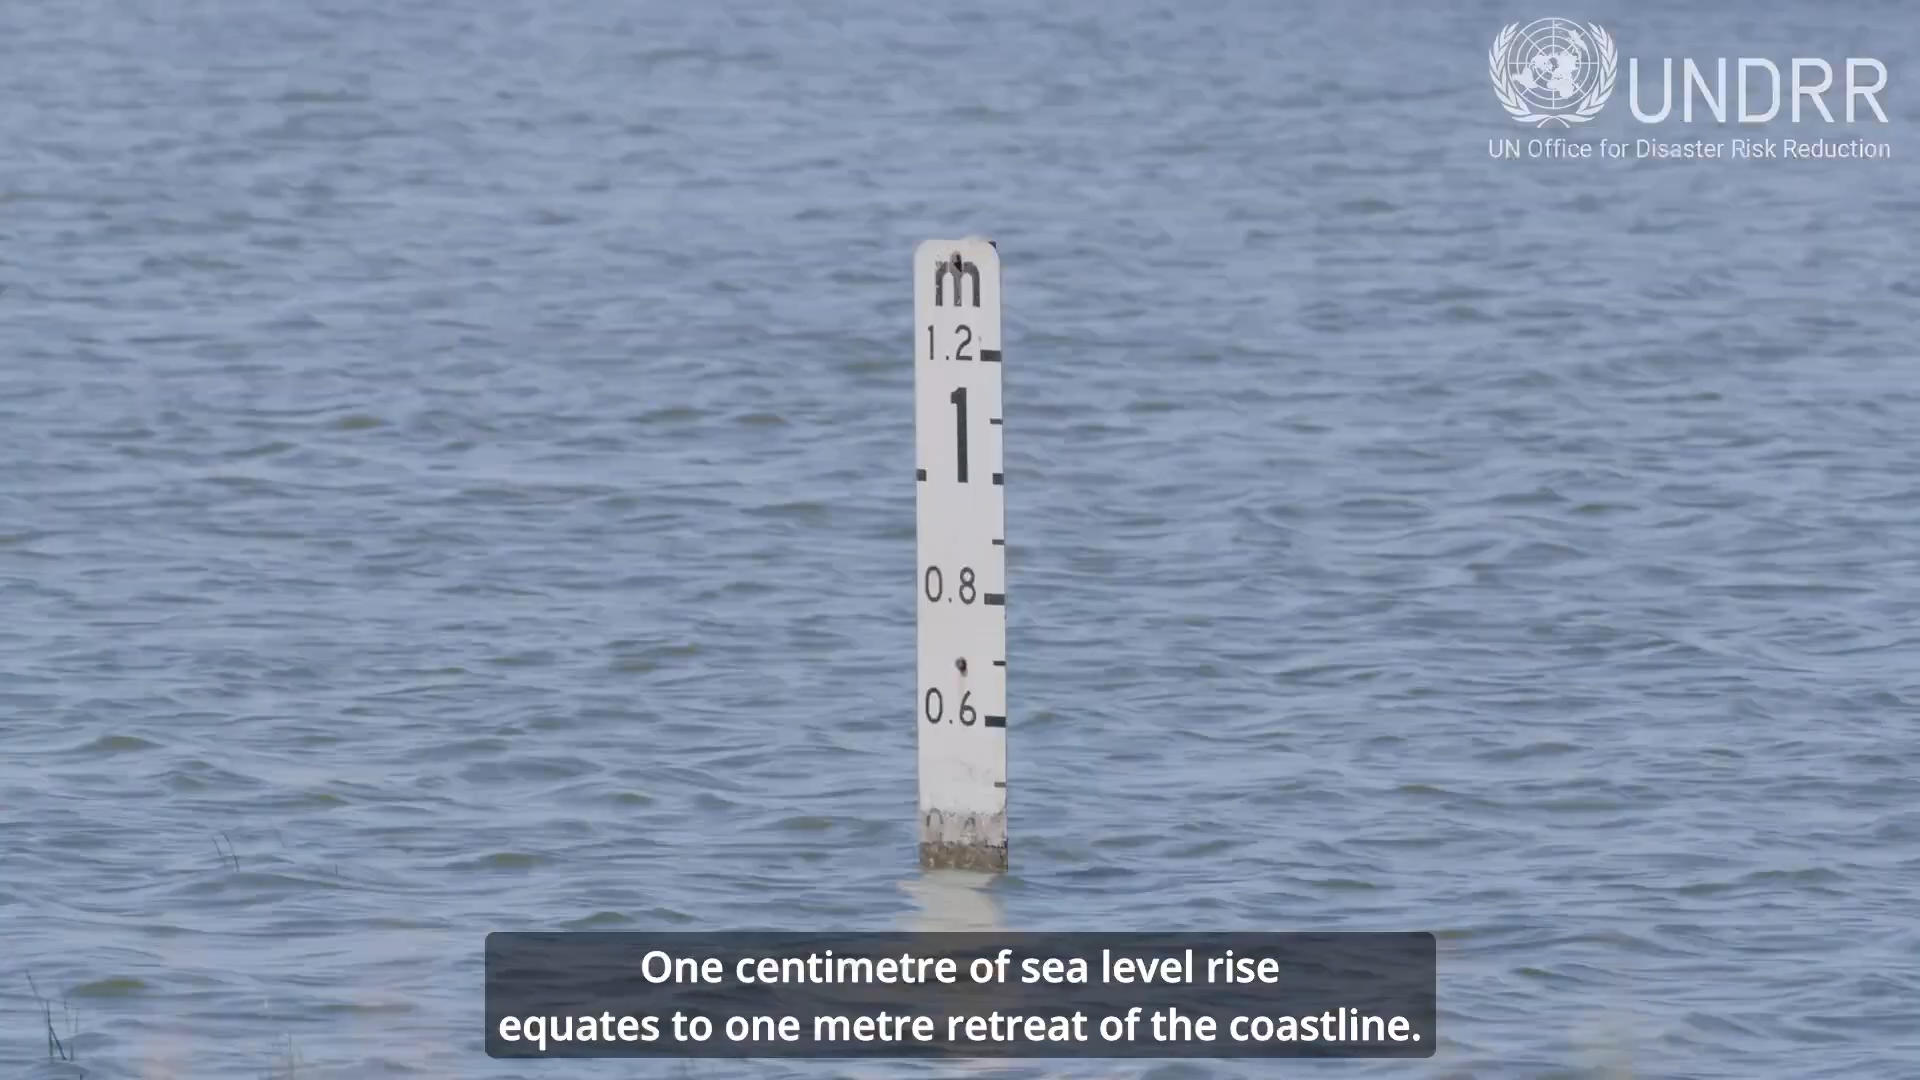 UNDRR
UN Office for Disaster Risk Reduction
m
1.2
1
0.8
0.6
One centimetre of sea level rise
equates to one metre retreat of the coastline.